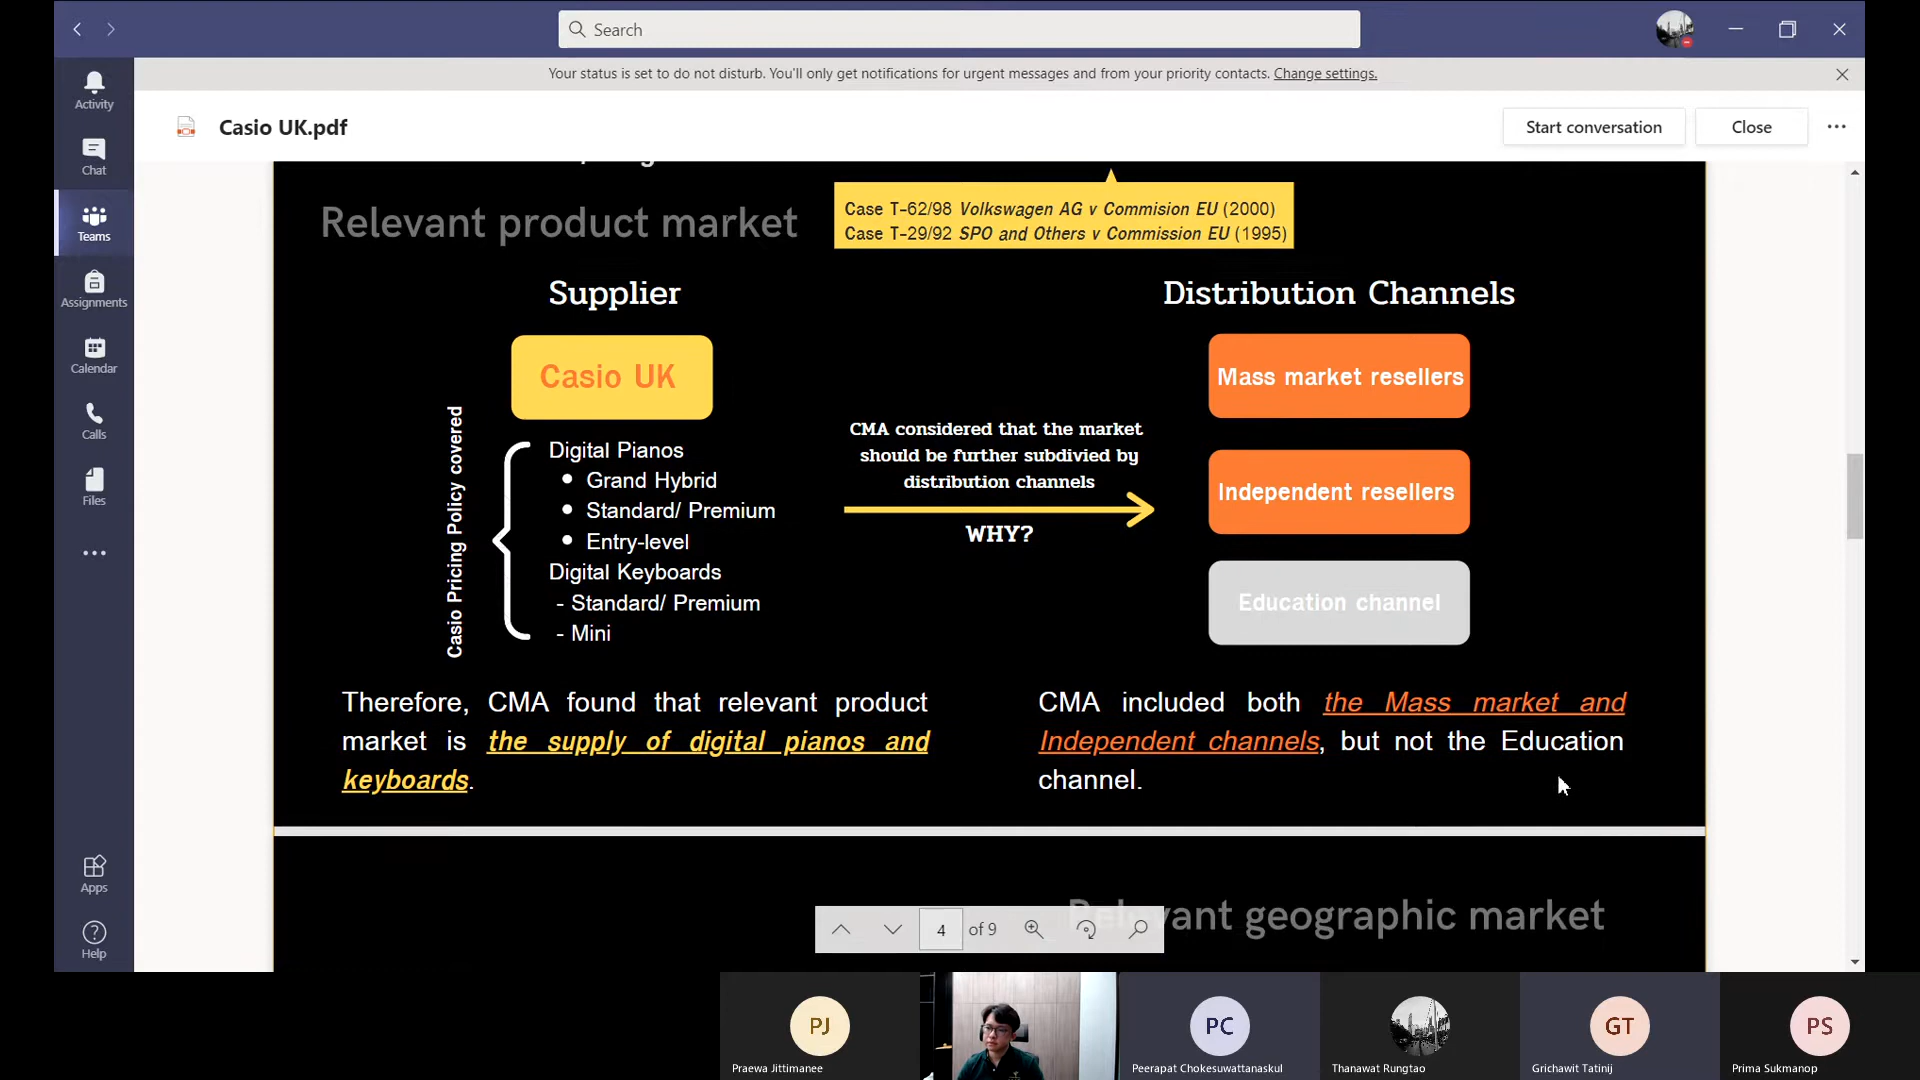 Search
Your status is set to do not disturb. You'll only get notifications for urgent messages and from your priority contacts. Change settings.
Activity
Chat
Teams
Assignments
Calendar
Calls
Files
Apps
Help
Casio UK.pdf
Start conversation
Close
Relevant product market
Case T-62/98 Volkswagen AG v Commision EU (2000)
Case T-29/92 SPO and Others v Commission EU (1995)
Supplier
Distribution Channels
Casio UK
Casio Pricing Policy covered
Digital Pianos
• Grand Hybrid
• Standard/ Premium
• Entry-level
Digital Keyboards
- Standard/ Premium
- Mini
CMA considered that the market
should be further subdivied by
distribution channels
WHY?
Mass market resellers
Independent resellers
Education channel
Therefore, CMA found that relevant product
market is the supply of digital pianos and
keyboards.
CMA included both the Mass market and
Independent channels, but not the Education
channel.
Relevant geographic market
4 of 9
PJ
Praewa Jittimanee
PC
Peerapat Chokesuwattanaskul
Thanawat Rungtao
GT
Grichawit Tatinij
PS
Prima Sukmanop